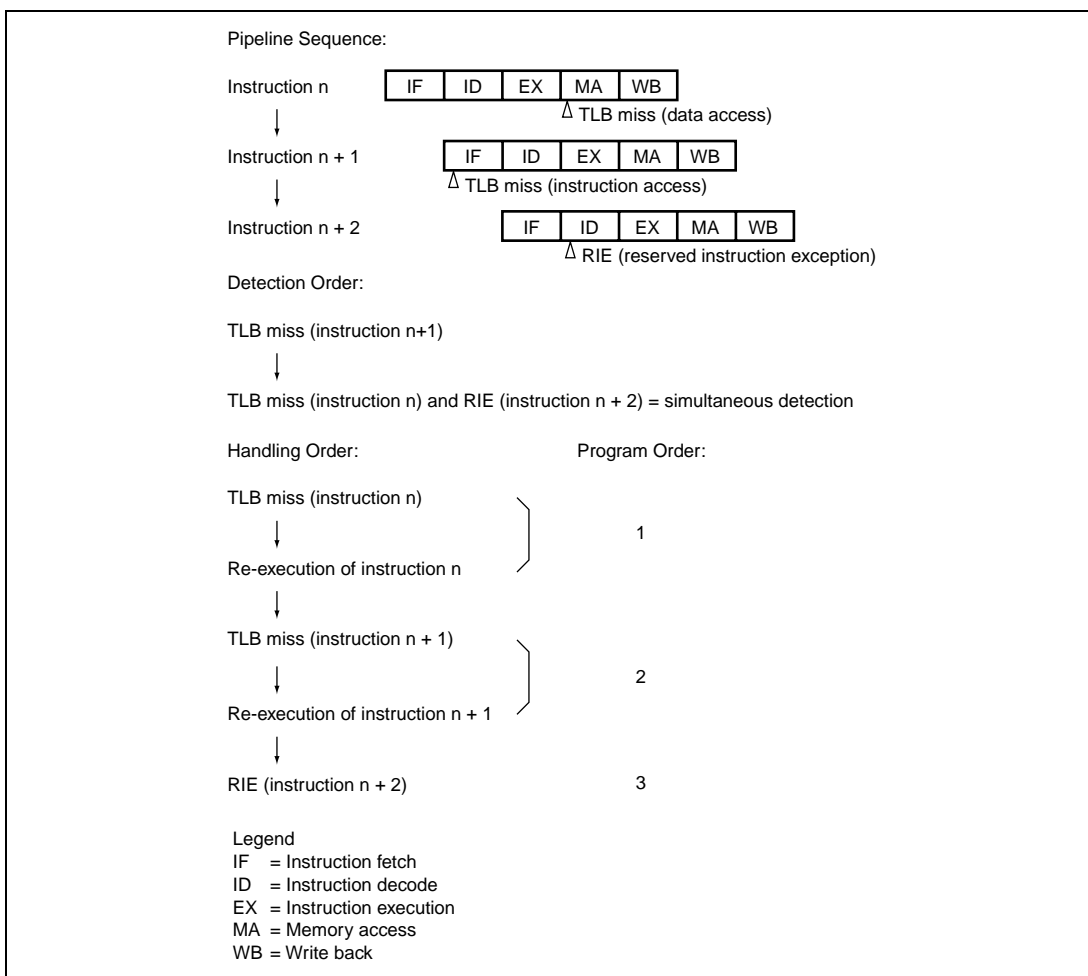 Pipeline Sequence:
Instruction n IF ID EX MA WB
TLB miss (data access)
Instruction n + 1 IF ID EX MA WB
TLB miss (instruction access)
Instruction n + 2 IF ID EX MA WB
RIE (reserved instruction exception)
Detection Order:
TLB miss (instruction n+1)
TLB miss (instruction n) and RIE (instruction n + 2) = simultaneous detection
Handling Order: Program Order:
TLB miss (instruction n)
1
Re-execution of instruction n
TLB miss (instruction n + 1)
2
Re-execution of instruction n + 1
RIE (instruction n + 2) 3
Legend
IF = Instruction fetch
ID = Instruction decode
EX = Instruction execution
MA = Memory access
WB = Write back